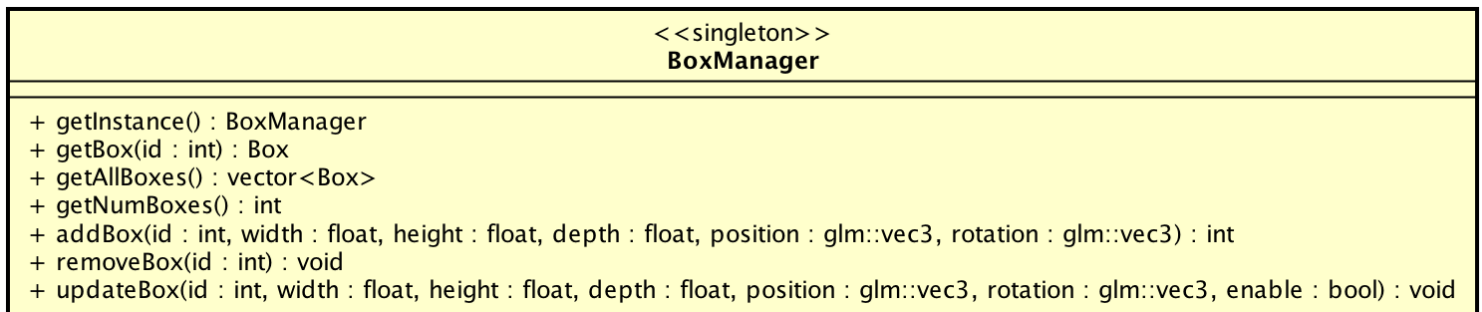 <<singleton>>
BoxManager
+ getInstance() : BoxManager
+ getBox(id : int) : Box
+ getAllBoxes() : vector<Box>
+ getNumBoxes() : int
+ addBox(id : int, width : float, height : float, depth : float, position : glm::vec3, rotation : glm::vec3) : int
+ removeBox(id : int) : void
+ updateBox(id : int, width : float, height : float, depth : float, position : glm::vec3, rotation : glm::vec3, enable : bool) : void